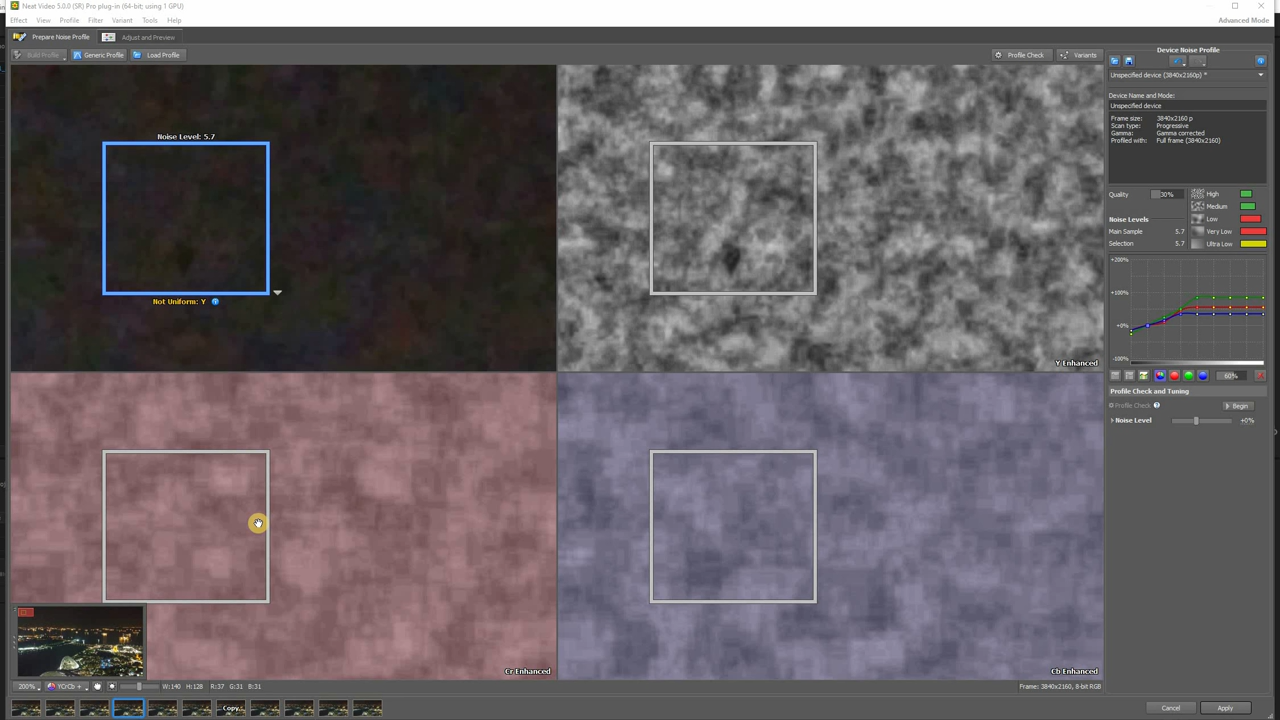 Neat Video 5.0.0 (SR) Pro plug-in (64-bit; using 1 GPU)
Effect View Profile Filter Variant Tools Help
Advanced Mode
Prepare Noise Profile Adjust and Preview
Build Profile Generic Profile Load Profile
Profile Check Variants
Noise Level: 5.7
Not Uniform: Y
Y Enhanced
Cr Enhanced
Cb Enhanced
Device Noise Profile
Unspecified device (3840x2160p) *
Device Name and Mode:
Unspecified device
Frame size: 3840x2160 p
Scan type: Progressive
Gamma: Gamma corrected
Profiled with: Full frame (3840x2160)
Quality 30%
High
Medium
Noise Levels Low
Main Sample 5.7 Very Low
Selection 5.7 Ultra Low
+200%
+100%
+0%
-100%
60%
Profile Check and Tuning
Profile Check Begin
Noise Level +0%
200% YCrCb + W:140 H:128 R:37 G:31 B:31
Frame: 3840x2160, 8-bit RGB
Copy
Cancel Apply